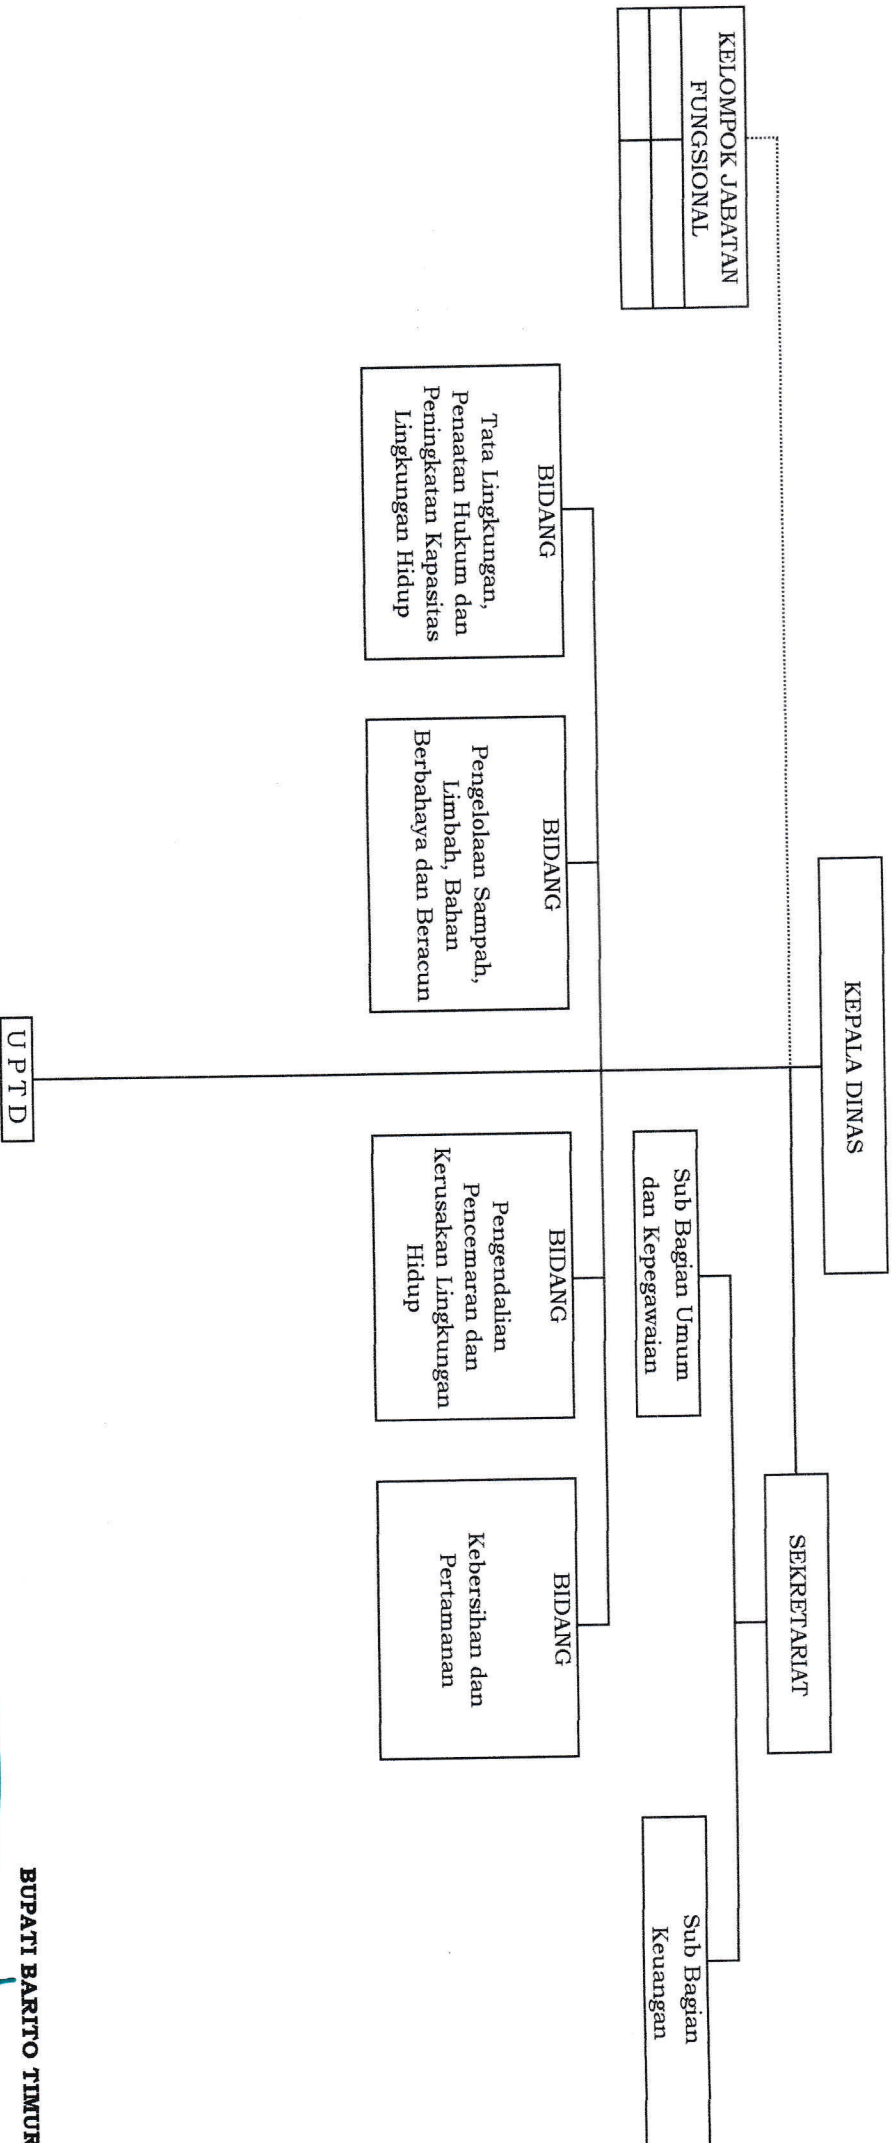 KEPALA DINAS
SEKRETARIAT
KELOMPOK JABATAN
FUNGSIONAL
Sub Bagian Umum
dan Kepegawaian
Sub Bagian
Keuangan
BIDANG
Tata Lingkungan,
Penaatan Hukum dan
Peningkatan Kapasitas
Lingkungan Hidup
BIDANG
Pengelolaan Sampah,
Limbah, Bahan
Berbahaya dan Beracun
BIDANG
Pengendalian
Pencemaran dan
Kerusakan Lingkungan
Hidup
BIDANG
Kebersihan dan
Pertamanan
U P T D
BUPATI BARITO TIMUR